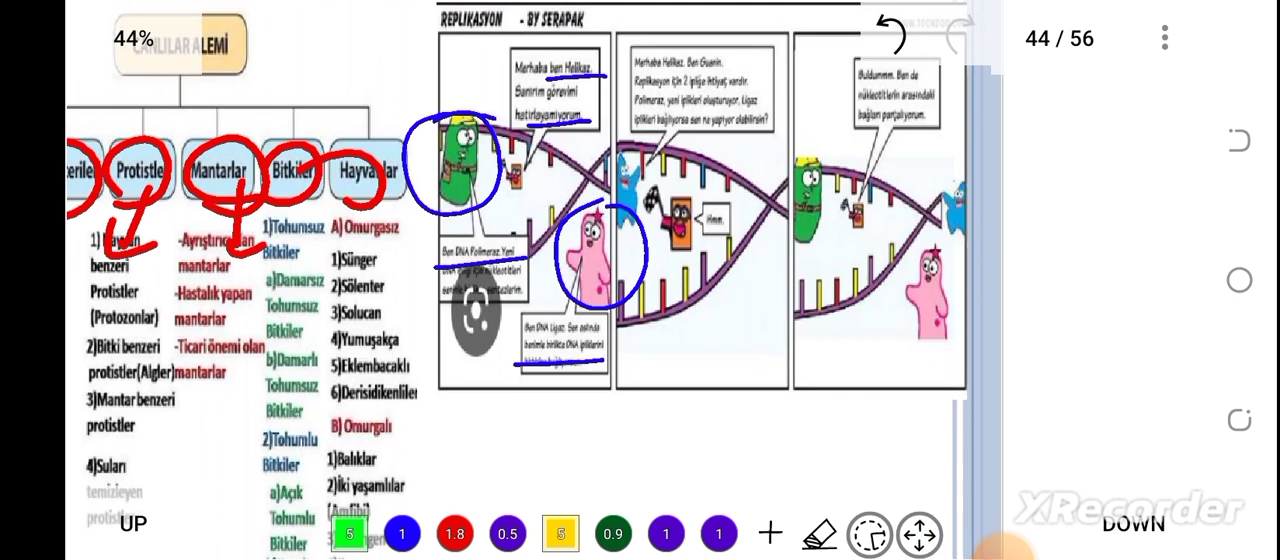 44%
CANLILAR ALEMİ
Protistle
Mantarlar
Bitkiler
Hayvanlar
1) Hayvan
benzeri
Protistler
(Protozonlar)
2)Bitki benzeri
protistler(Algler)
3)Mantar benzeri
protistler
4)Suları
temizleyen
protis
-Ayrıştırıcı olan
mantarlar
-Hastalık yapan
mantarlar
-Ticari önemi olan
mantarlar
1)Tohumsuz
Bitkiler
a)Damarsız
Tohumsuz
Bitkiler
b)Damarlı
Tohumsuz
Bitkiler
2)Tohumlu
Bitkiler
a)Açık
Tohumlu
Bitkiler
A) Omurgasız
1)Sünger
2)Sölenter
3)Solucan
4)Yumuşakça
5)Eklembacaklı
6)Derisidikenliler
B) Omurgalı
1)Balıklar
2)İki yaşamlılar
(Amfibi)
REPLİKASYON - BY SERAPAK
Merhaba ben Helikaz.
Sanırım görevimi
hatırlayamıyorum.
Ben DNA Polimeraz. Yeni
Ben DNA Ligaz. Sen aslında
benimle birlikte DNA ipliklerini
Merhaba Helikaz. Ben Guanin.
Replikasyon için 2 ipliğe ihtiyaç vardır.
Polimeraz, yeni iplikleri oluşturuyor, Ligaz
iplikleri bağlıyorsa sen ne yapıyor olabilirsin?
Hmm.
Buldummm. Ben de
nükleotitlerin arasındaki
bağları parçalıyorum.
44 / 56
UP
5
1
1.8
0.5
5
0.9
1
1
XRecorder
DOWN